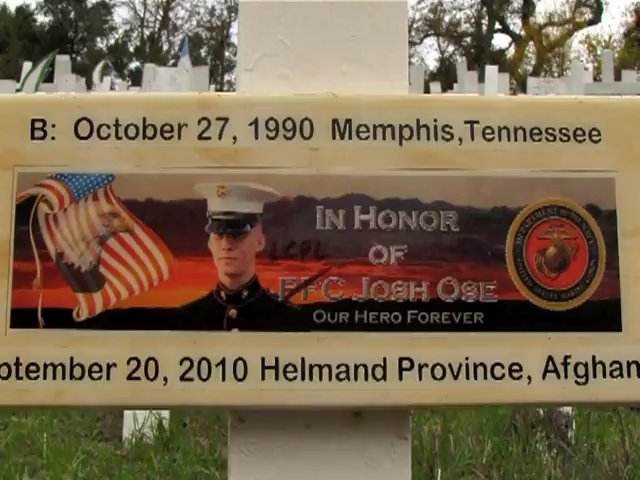 B: October 27, 1990 Memphis,Tennessee
IN HONOR
LCPL
OF
PFC JOSH OSE
OUR HERO FOREVER
ptember 20, 2010 Helmand Province, Afghan